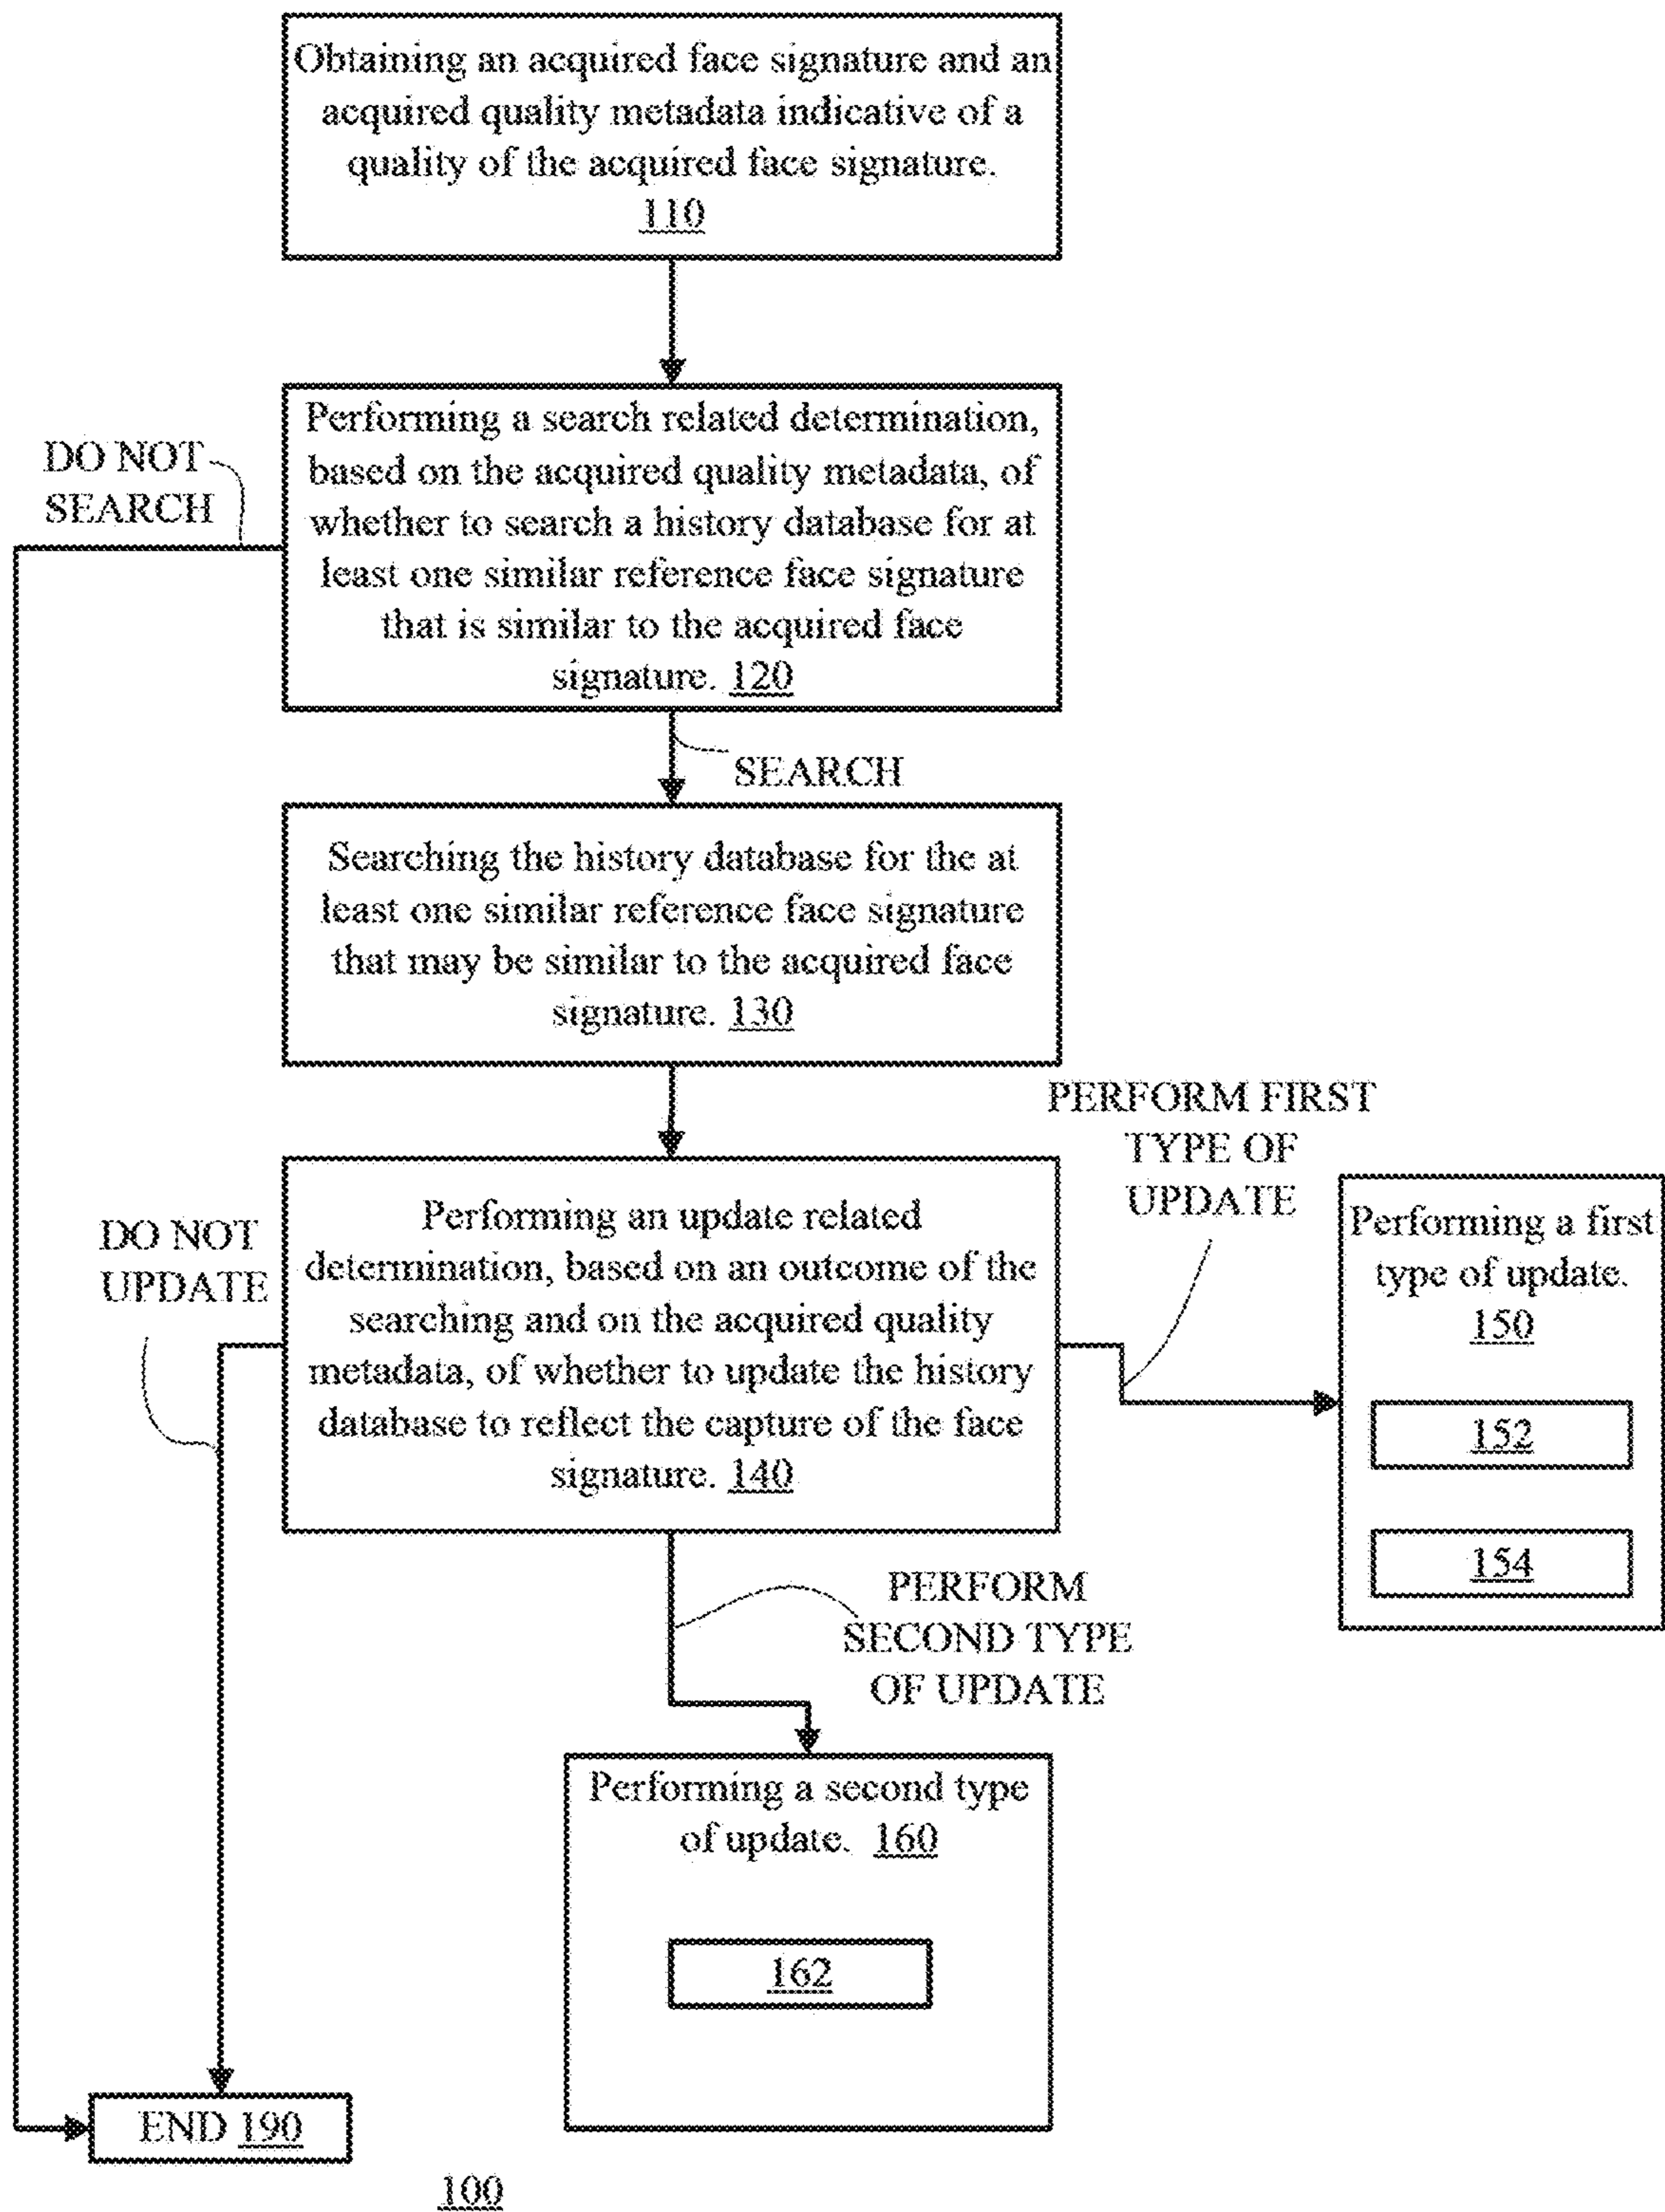 Obtaining an acquired face signature and an
acquired quality metadata indicative of a
quality of the acquired face signature.
110
DO NOT
SEARCH
Performing a search related determination,
based on the acquired quality metadata, of
whether to search a history database for at
least one similar reference face signature
that is similar to the acquired face
signature. 120
SEARCH
Searching the history database for the at
least one similar reference face signature
that may be similar to the acquired face
signature. 130
PERFORM FIRST
TYPE OF
UPDATE
DO NOT
UPDATE
Performing an update related
determination, based on an outcome of the
searching and on the acquired quality
metadata, of whether to update the history
database to reflect the capture of the face
signature. 140
Performing a first
type of update.
150
152
154
PERFORM
SECOND TYPE
OF UPDATE
Performing a second type
of update. 160
162
END 190
100